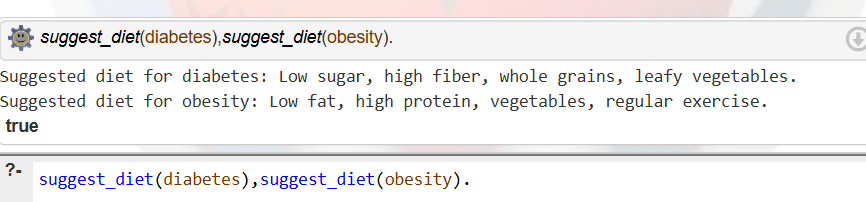 suggest_diet(diabetes),suggest_diet(obesity).
Suggested diet for diabetes: Low sugar, high fiber, whole grains, leafy vegetables.
Suggested diet for obesity: Low fat, high protein, vegetables, regular exercise.
true
?- suggest_diet(diabetes),suggest_diet(obesity).